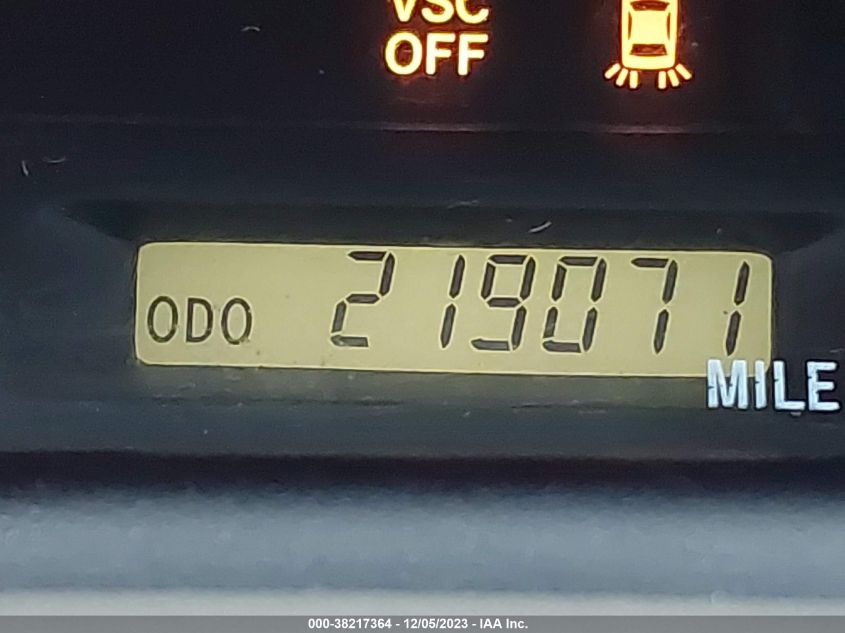 VSC
OFF
ODO 219071
MILE
000-38217364 - 12/05/2023 - IAA Inc.